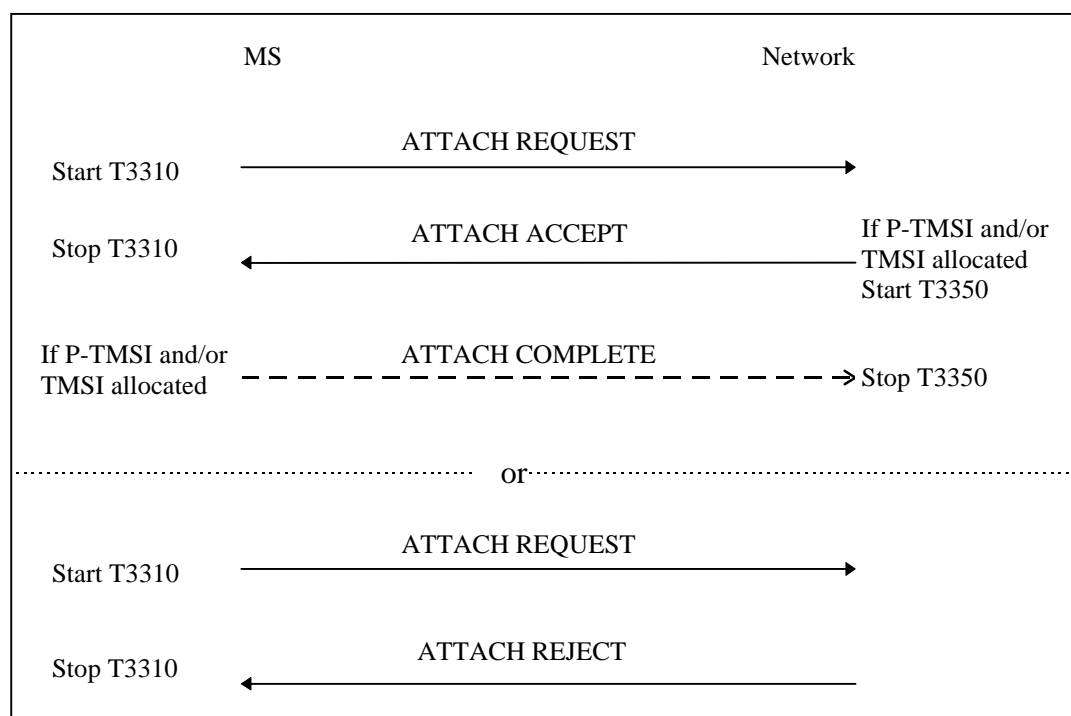 MS
Network
ATTACH REQUEST
Start T3310
ATTACH ACCEPT
Stop T3310
If P-TMSI and/or
TMSI allocated
Start T3350
If P-TMSI and/or
TMSI allocated
ATTACH COMPLETE
Stop T3350
or
ATTACH REQUEST
Start T3310
ATTACH REJECT
Stop T3310